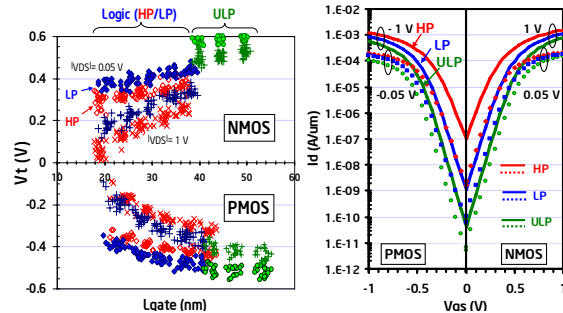 Logic (HP/LP) ULP
0.6
0.4
0.2
0
-0.2
-0.4
-0.6
Vt (V)
|VDS|= 0.05 V
LP
HP
|VDS|= 1 V
NMOS
PMOS
10 20 30 40 50 60
Lgate (nm)
1.E-02
1.E-03
1.E-04
1.E-05
1.E-06
1.E-07
1.E-08
1.E-09
1.E-10
1.E-11
1.E-12
Id (A/um)
- 1 V HP 1 V
LP
ULP
-0.05 V 0.05 V
HP
LP
ULP
PMOS NMOS
-1 -0.5 0 0.5 1
Vgs (V)